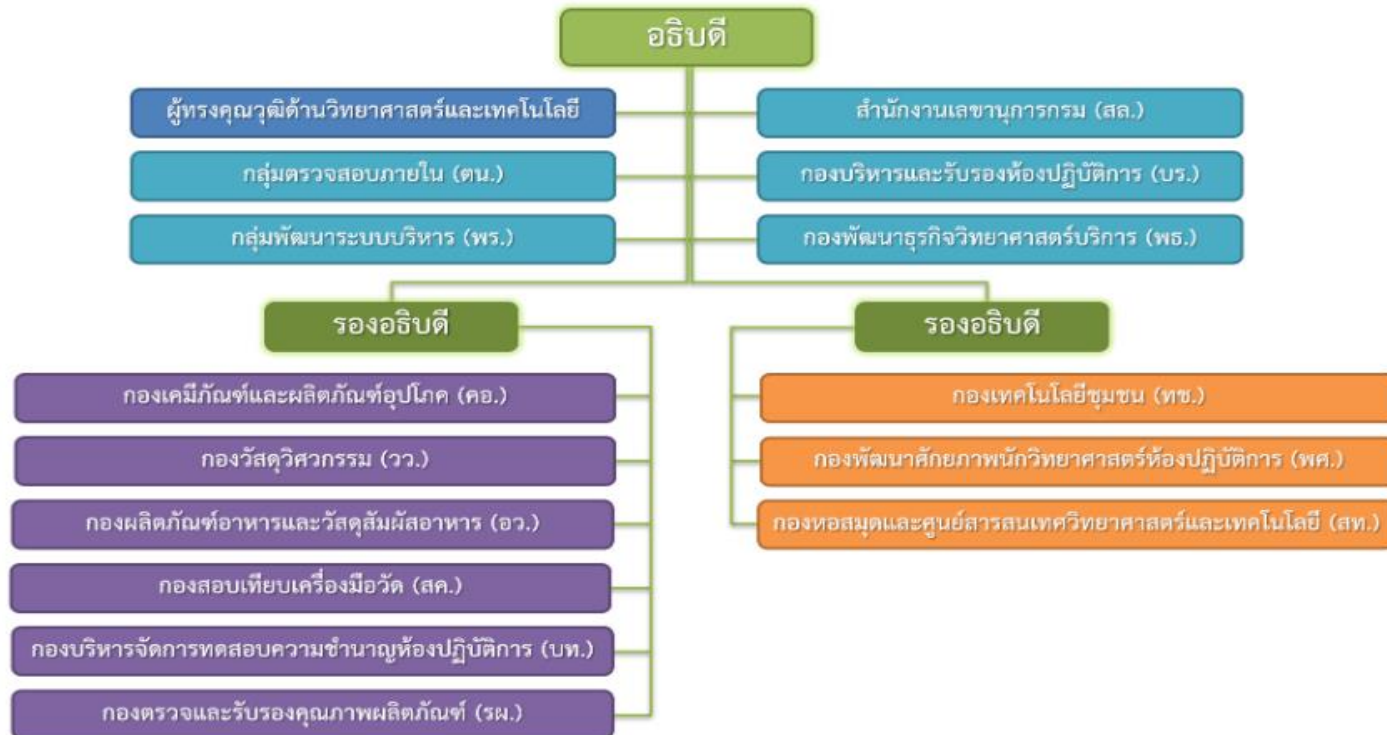 อธิบดี
ผู้ทรงคุณวุฒิด้านวิทยาศาสตร์และเทคโนโลยี
สำนักงานเลขานุการกรม (สล.)
กลุ่มตรวจสอบภายใน (ตน.)
กองบริหารและรับรองห้องปฏิบัติการ (บร.)
กลุ่มพัฒนาระบบบริหาร (พร.)
กองพัฒนาธุรกิจวิทยาศาสตร์บริการ (พธ.)
รองอธิบดี
รองอธิบดี
กองเคมีภัณฑ์และผลิตภัณฑ์อุปโภค (คอ.)
กองวัสดุวิศวกรรม (วว.)
กองผลิตภัณฑ์อาหารและวัสดุสัมผัสอาหาร (อว.)
กองสอบเทียบเครื่องมือวัด (สค.)
กองบริหารจัดการทดสอบความชำนาญห้องปฏิบัติการ (บท.)
กองตรวจและรับรองคุณภาพผลิตภัณฑ์ (รผ.)
กองเทคโนโลยีชุมชน (ทช.)
กองพัฒนาศักยภาพนักวิทยาศาสตร์ห้องปฏิบัติการ (พศ.)
กองหอสมุดและศูนย์สารสนเทศวิทยาศาสตร์และเทคโนโลยี (สท.)